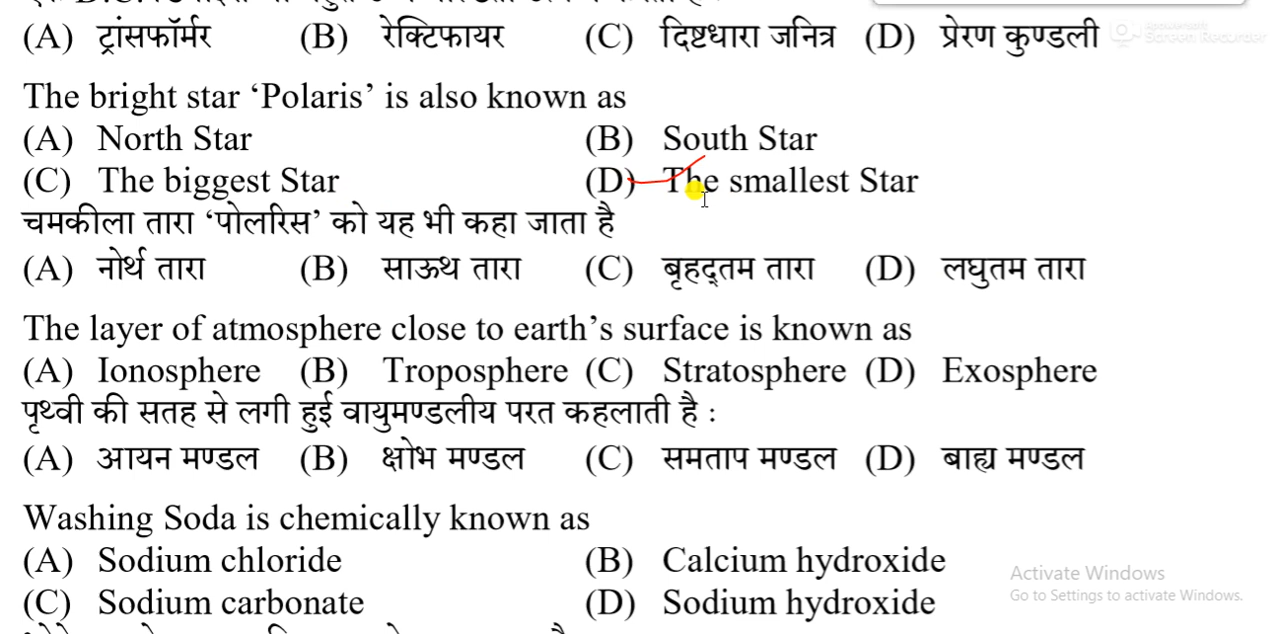 (A) ट्रांसफॉर्मर (B) रेक्टिफायर (C) दिष्टधारा जनित्र (D) प्रेरण कुण्डली
Apowersoft
Screen Recorder
The bright star ‘Polaris’ is also known as
(A) North Star (B) South Star
(C) The biggest Star (D) The smallest Star
चमकीला तारा ‘पोलरिस’ को यह भी कहा जाता है
(A) नोर्थ तारा (B) साऊथ तारा (C) बृहद्तम तारा (D) लघुतम तारा
The layer of atmosphere close to earth’s surface is known as
(A) Ionosphere (B) Troposphere (C) Stratosphere (D) Exosphere
पृथ्वी की सतह से लगी हुई वायुमण्डलीय परत कहलाती है :
(A) आयन मण्डल (B) क्षोभ मण्डल (C) समताप मण्डल (D) बाह्य मण्डल
Washing Soda is chemically known as
(A) Sodium chloride (B) Calcium hydroxide
(C) Sodium carbonate (D) Sodium hydroxide
Activate Windows
Go to Settings to activate Windows.